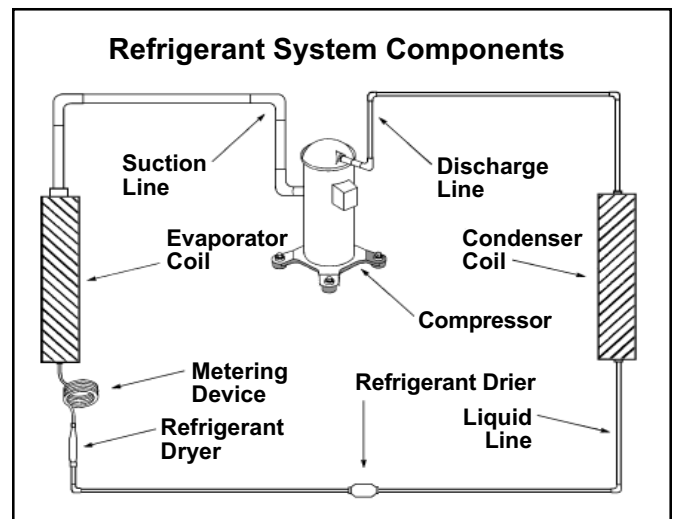 Refrigerant System Components
Suction
Line
Discharge
Line
Evaporator
Coil
Condenser
Coil
Compressor
Metering
Device
Refrigerant Drier
Refrigerant
Dryer
Liquid
Line